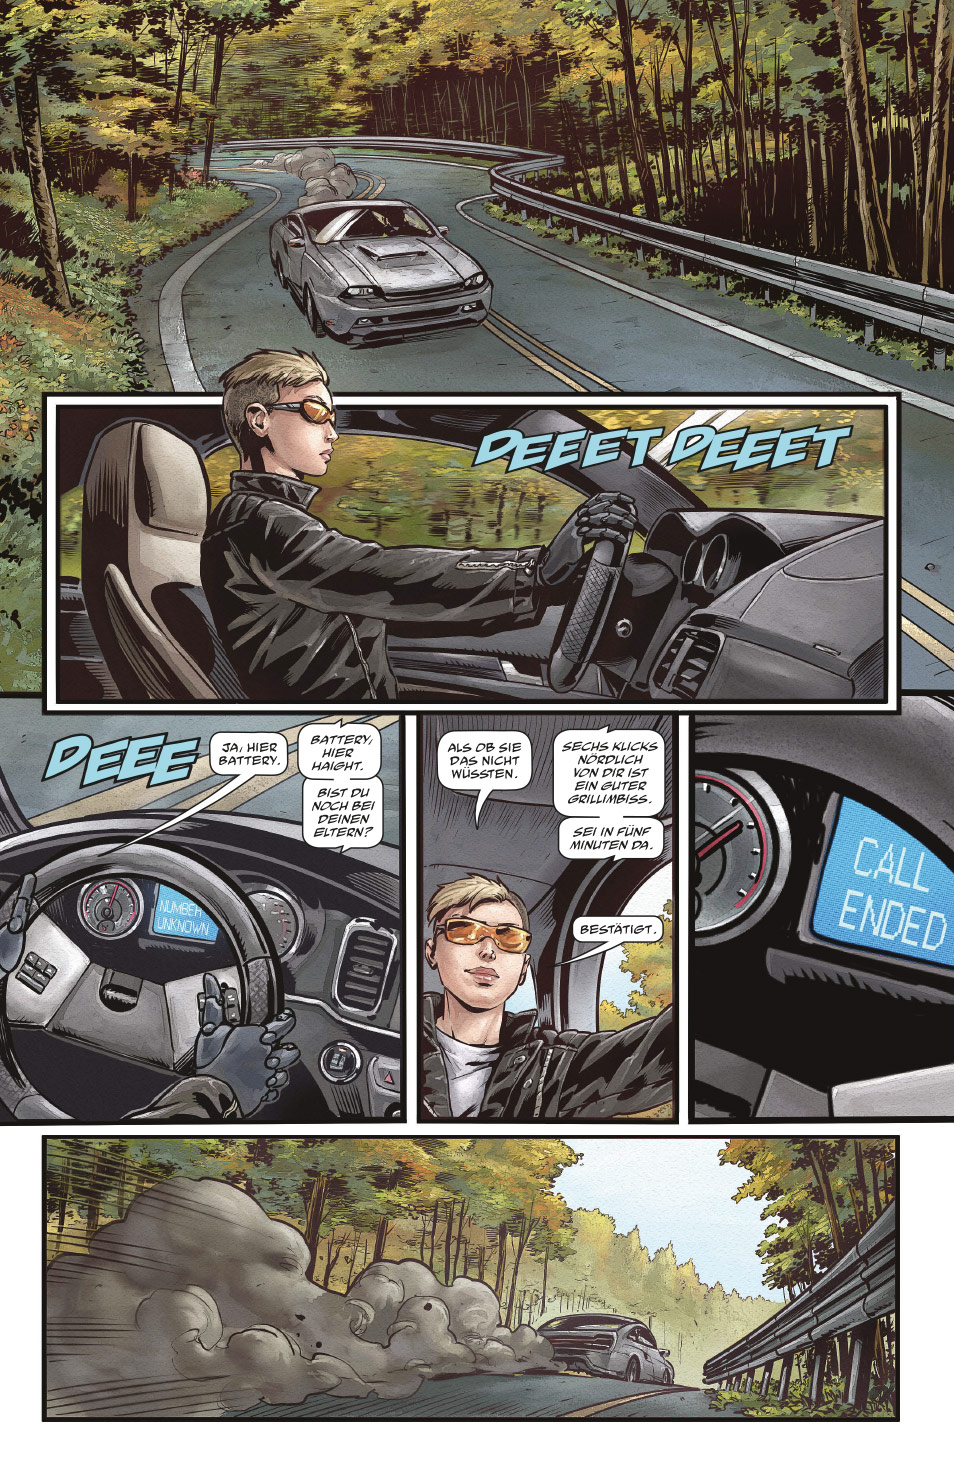 DEEET DEEET
DEEE
JA, HIER
BATTERY.
BATTERY,
HIER
HAIGHT.
BIST DU
NOCH BEI
DEINEN
ELTERN?
NUMBER
UNKNOWN
ALS OB SIE
DAS NICHT
WÜSSTEN.
SECHS KLICKS
NÖRDLICH
VON DIR IST
EIN GUTER
GRILLIMBISS.
SEI IN FÜNF
MINUTEN DA.
BESTÄTIGT.
CALL
ENDED